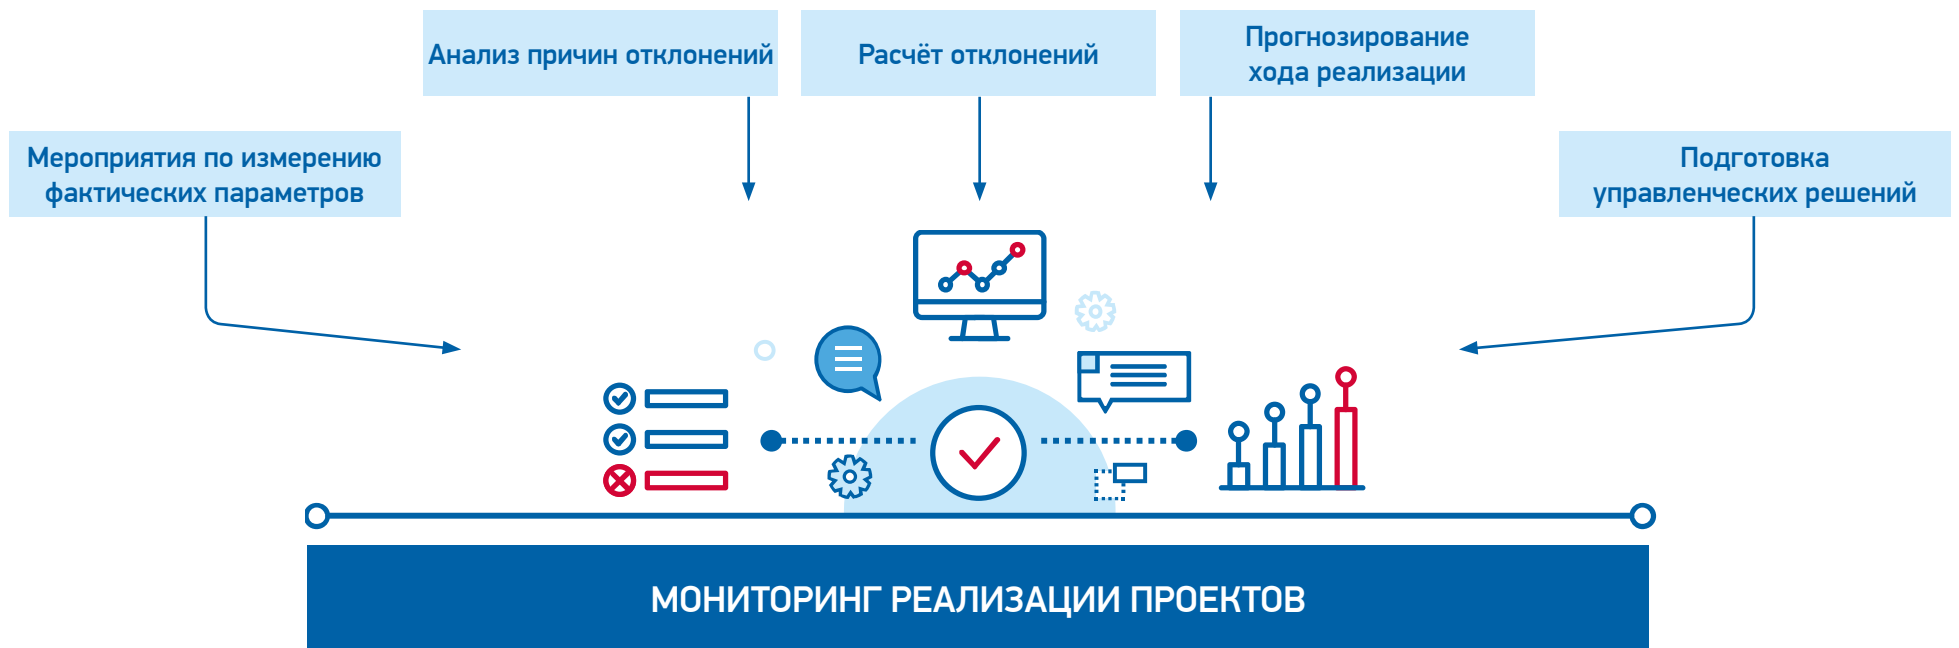 Анализ причин отклонений
Расчёт отклонений
Прогнозирование
хода реализации
Мероприятия по измерению
фактических параметров
Подготовка
управленческих решений
МОНИТОРИНГ РЕАЛИЗАЦИИ ПРОЕКТОВ